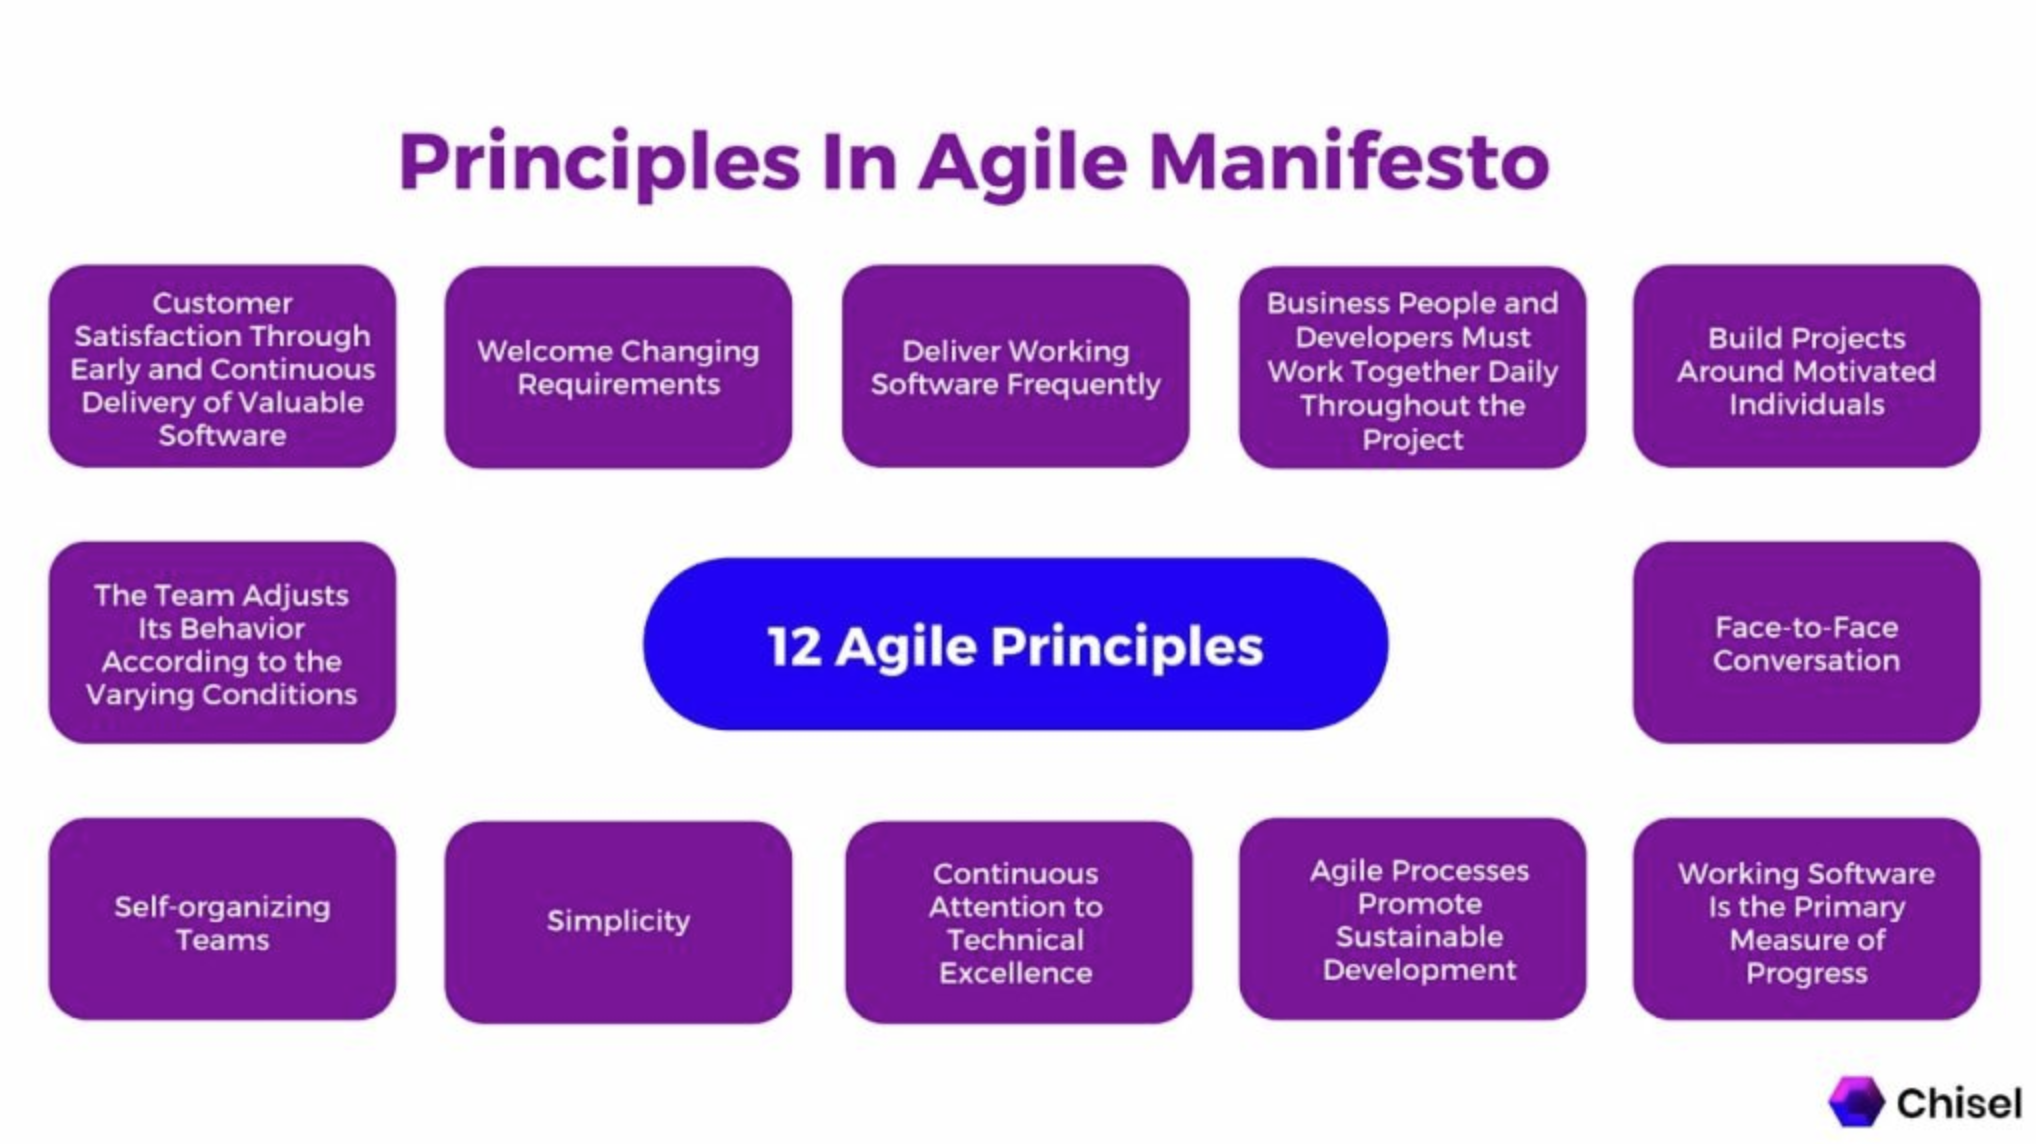 Principles In Agile Manifesto
Customer
Satisfaction Through
Early and Continuous
Delivery of Valuable
Software
Welcome Changing
Requirements
Deliver Working
Software Frequently
Business People and
Developers Must
Work Together Daily
Throughout the
Project
Build Projects
Around Motivated
Individuals
The Team Adjusts
Its Behavior
According to the
Varying Conditions
12 Agile Principles
Face-to-Face
Conversation
Self-organizing
Teams
Simplicity
Continuous
Attention to
Technical
Excellence
Agile Processes
Promote
Sustainable
Development
Working Software
Is the Primary
Measure of
Progress
Chisel